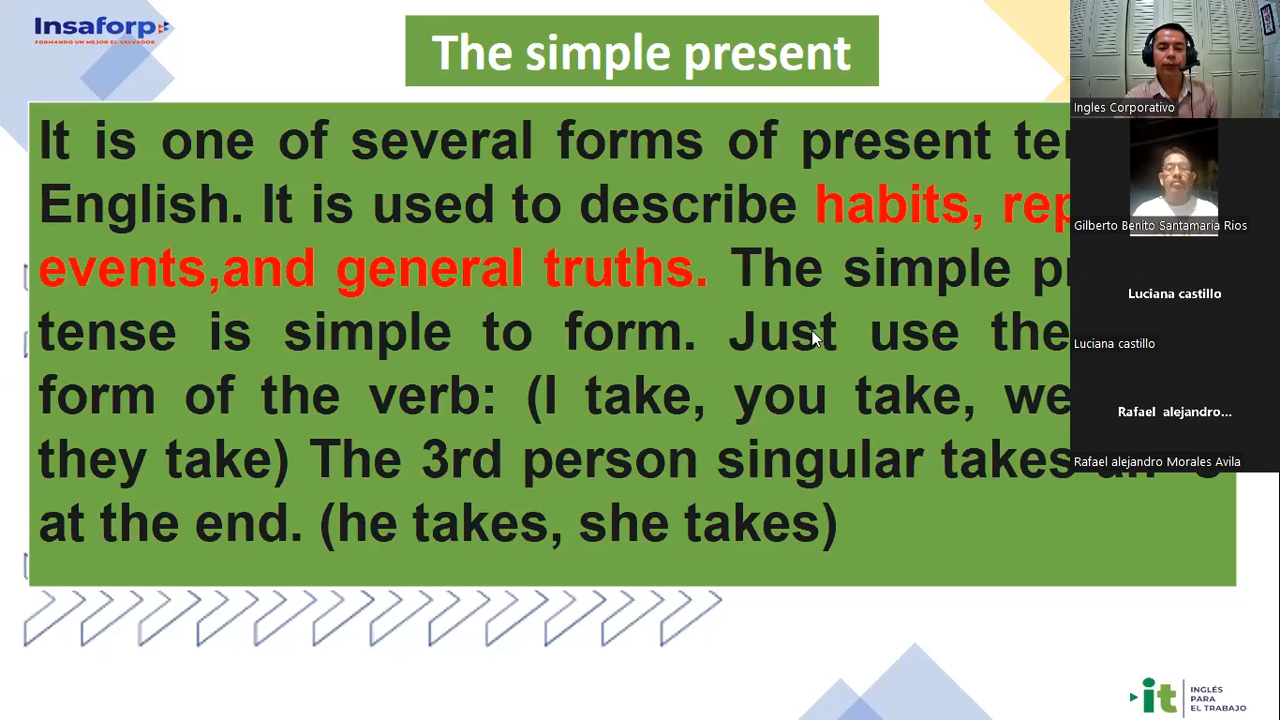 Insaforp
FORMANDO UN MEJOR EL SALVADOR
The simple present
It is one of several forms of present
English. It is used to describe habits,
events,and general truths. The simple
tense is simple to form. Just use the
form of the verb: (I take, you take, we
they take) The 3rd person singular takes
at the end. (he takes, she takes)
Ingles Corporativo
Gilberto Benito Santamaria Rios
Luciana castillo
Luciana castillo
Rafael alejandro...
Rafael alejandro Morales Avila
it
INGLÉS
PARA
EL TRABAJO